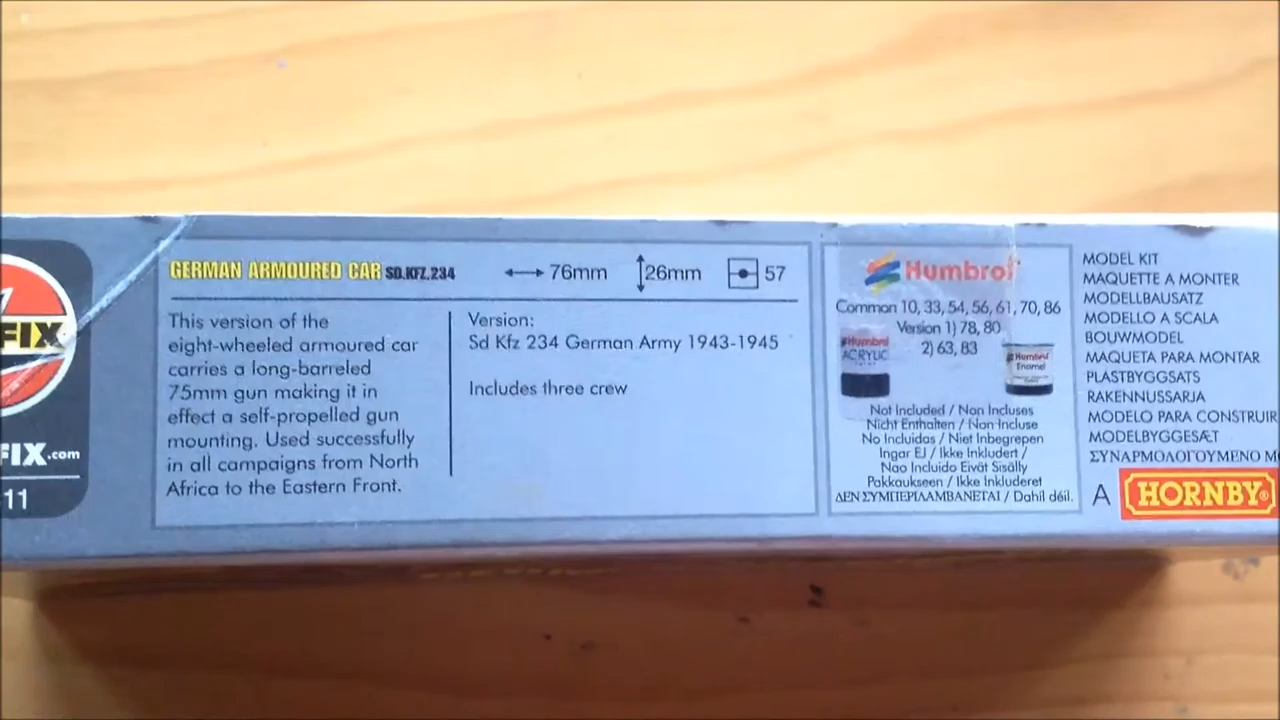 FIX
FIX.com
11
GERMAN ARMOURED CAR SD.KFZ.234
76mm
26mm
57
This version of the
eight-wheeled armoured car
carries a long-barreled
75mm gun making it in
effect a self-propelled gun
mounting. Used successfully
in all campaigns from North
Africa to the Eastern Front.
Version:
Sd Kfz 234 German Army 1943-1945
Includes three crew
Humbrol
Common 10, 33, 54, 56, 61, 70, 86
Version 1) 78, 80
2) 63, 83
Humbrol
ACRYLIC
Humbrol
Enamel
Not Included / Non Incluses
Nicht Enthalten / Non Incluse
No Incluidas / Niet Inbegrepen
Ingar EJ / Ikke Inkludert /
Nao Incluido Eivät Sisälly
Pakkaukseen / Ikke Inkluderet
ΔΕΝ ΣΥΜΠΕΡΙΛΑΜΒΑΝΕΤΑΙ / Dahil déil.
MODEL KIT
MAQUETTE A MONTER
MODELLBAUSATZ
MODELLO A SCALA
BOUWMODEL
MAQUETA PARA MONTAR
PLASTBYGGSATS
RAKENNUSSARJA
MODELO PARA CONSTRUIR
MODELBYGGESÆT
ΣΥΝΑΡΜΟΛΟΓΟΥΜΕΝΟ
A HORNBY®